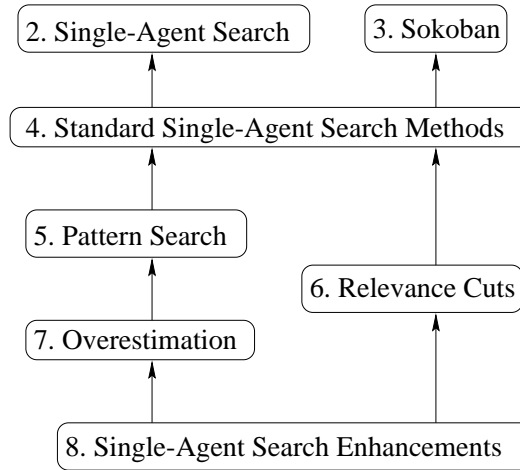 2. Single-Agent Search
3. Sokoban
4. Standard Single-Agent Search Methods
5. Pattern Search
6. Relevance Cuts
7. Overestimation
8. Single-Agent Search Enhancements